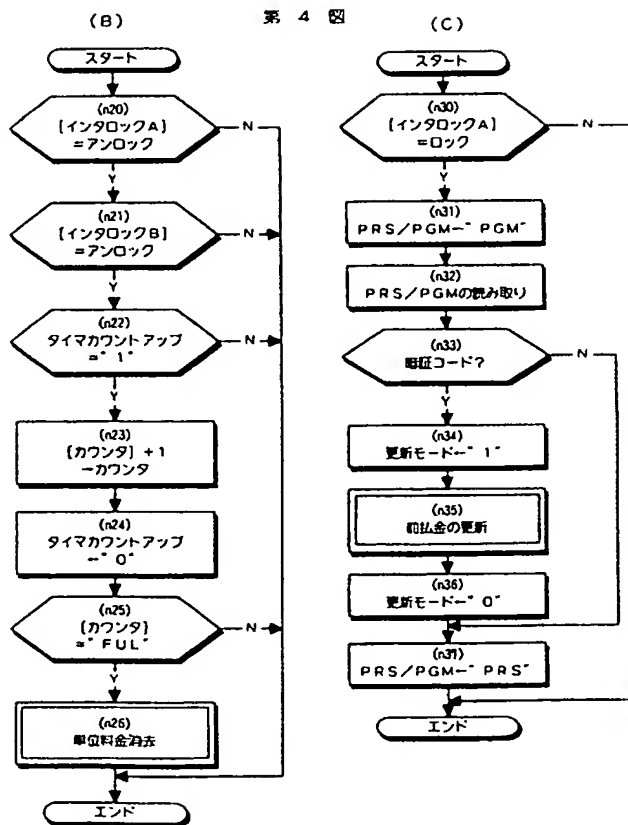 第 4 図
(B)
スタート
(n20)
[インタロックA]
=アンロック
N
Y
(n21)
[インタロックB]
=アンロック
N
Y
(n22)
タイマカウントアップ
="1"
N
Y
(n23)
[カウンタ]+1
→カウンタ
(n24)
タイマカウントアップ
←"0"
(n25)
[カウンタ]
="FUL"
N
Y
(n26)
単位料金消去
エンド
(C)
スタート
(n30)
[インタロックA]
=ロック
N
Y
(n31)
PRS/PGM←"PGM"
(n32)
PRS/PGMの読み取り
(n33)
暗証コード?
N
Y
(n34)
更新モード←"1"
(n35)
前払金の更新
(n36)
更新モード←"0"
(n37)
PRS/PGM←"PRS"
エンド